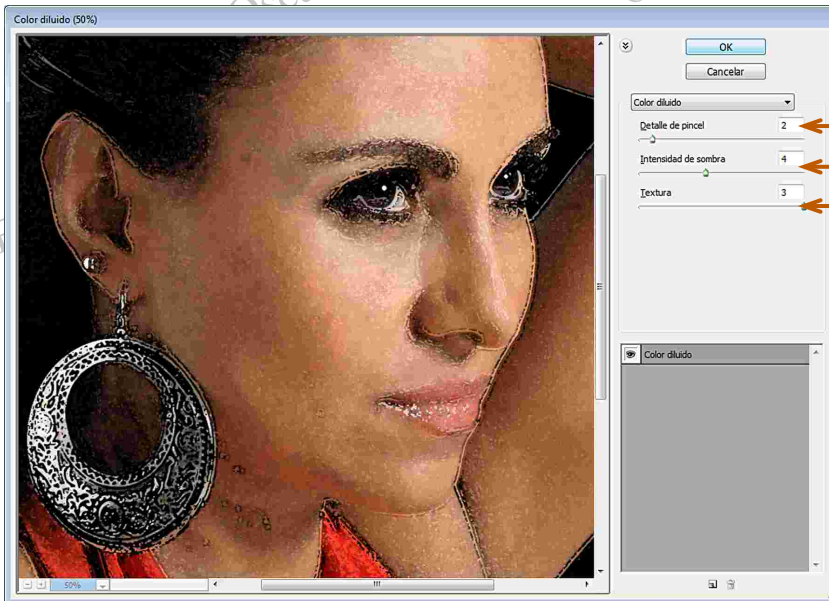 Color diluido (50%)
OK
Cancelar
Color diluido
Detalle de pincel 2
Intensidad de sombra 4
Textura 3
Color diluido
50%